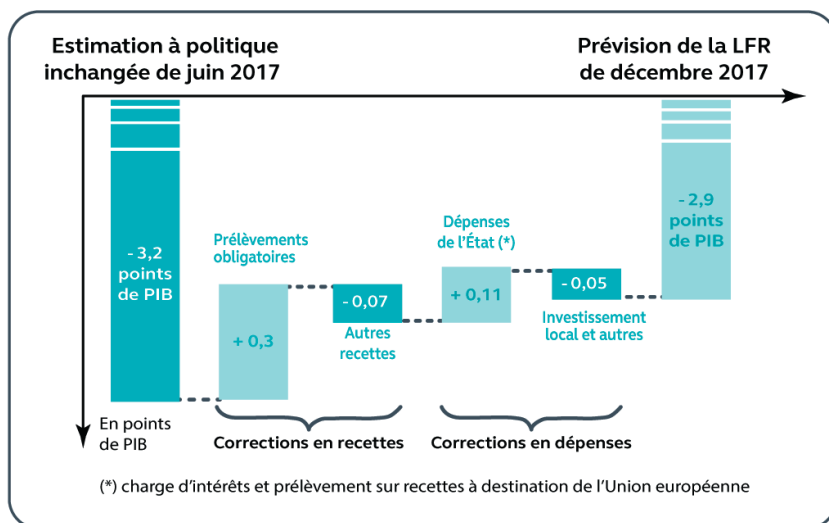 Estimation à politique
inchangée de juin 2017
Prévision de la LFR
de décembre 2017
- 3,2
points
de PIB
Prélèvements
obligatoires
+ 0,3
- 0,07
Autres
recettes
Dépenses
de l'État (*)
+ 0,11
- 0,05
Investissement
local et autres
- 2,9
points
de PIB
En points
de PIB
Corrections en recettes
Corrections en dépenses
(*) charge d'intérêts et prélèvement sur recettes à destination de l'Union européenne